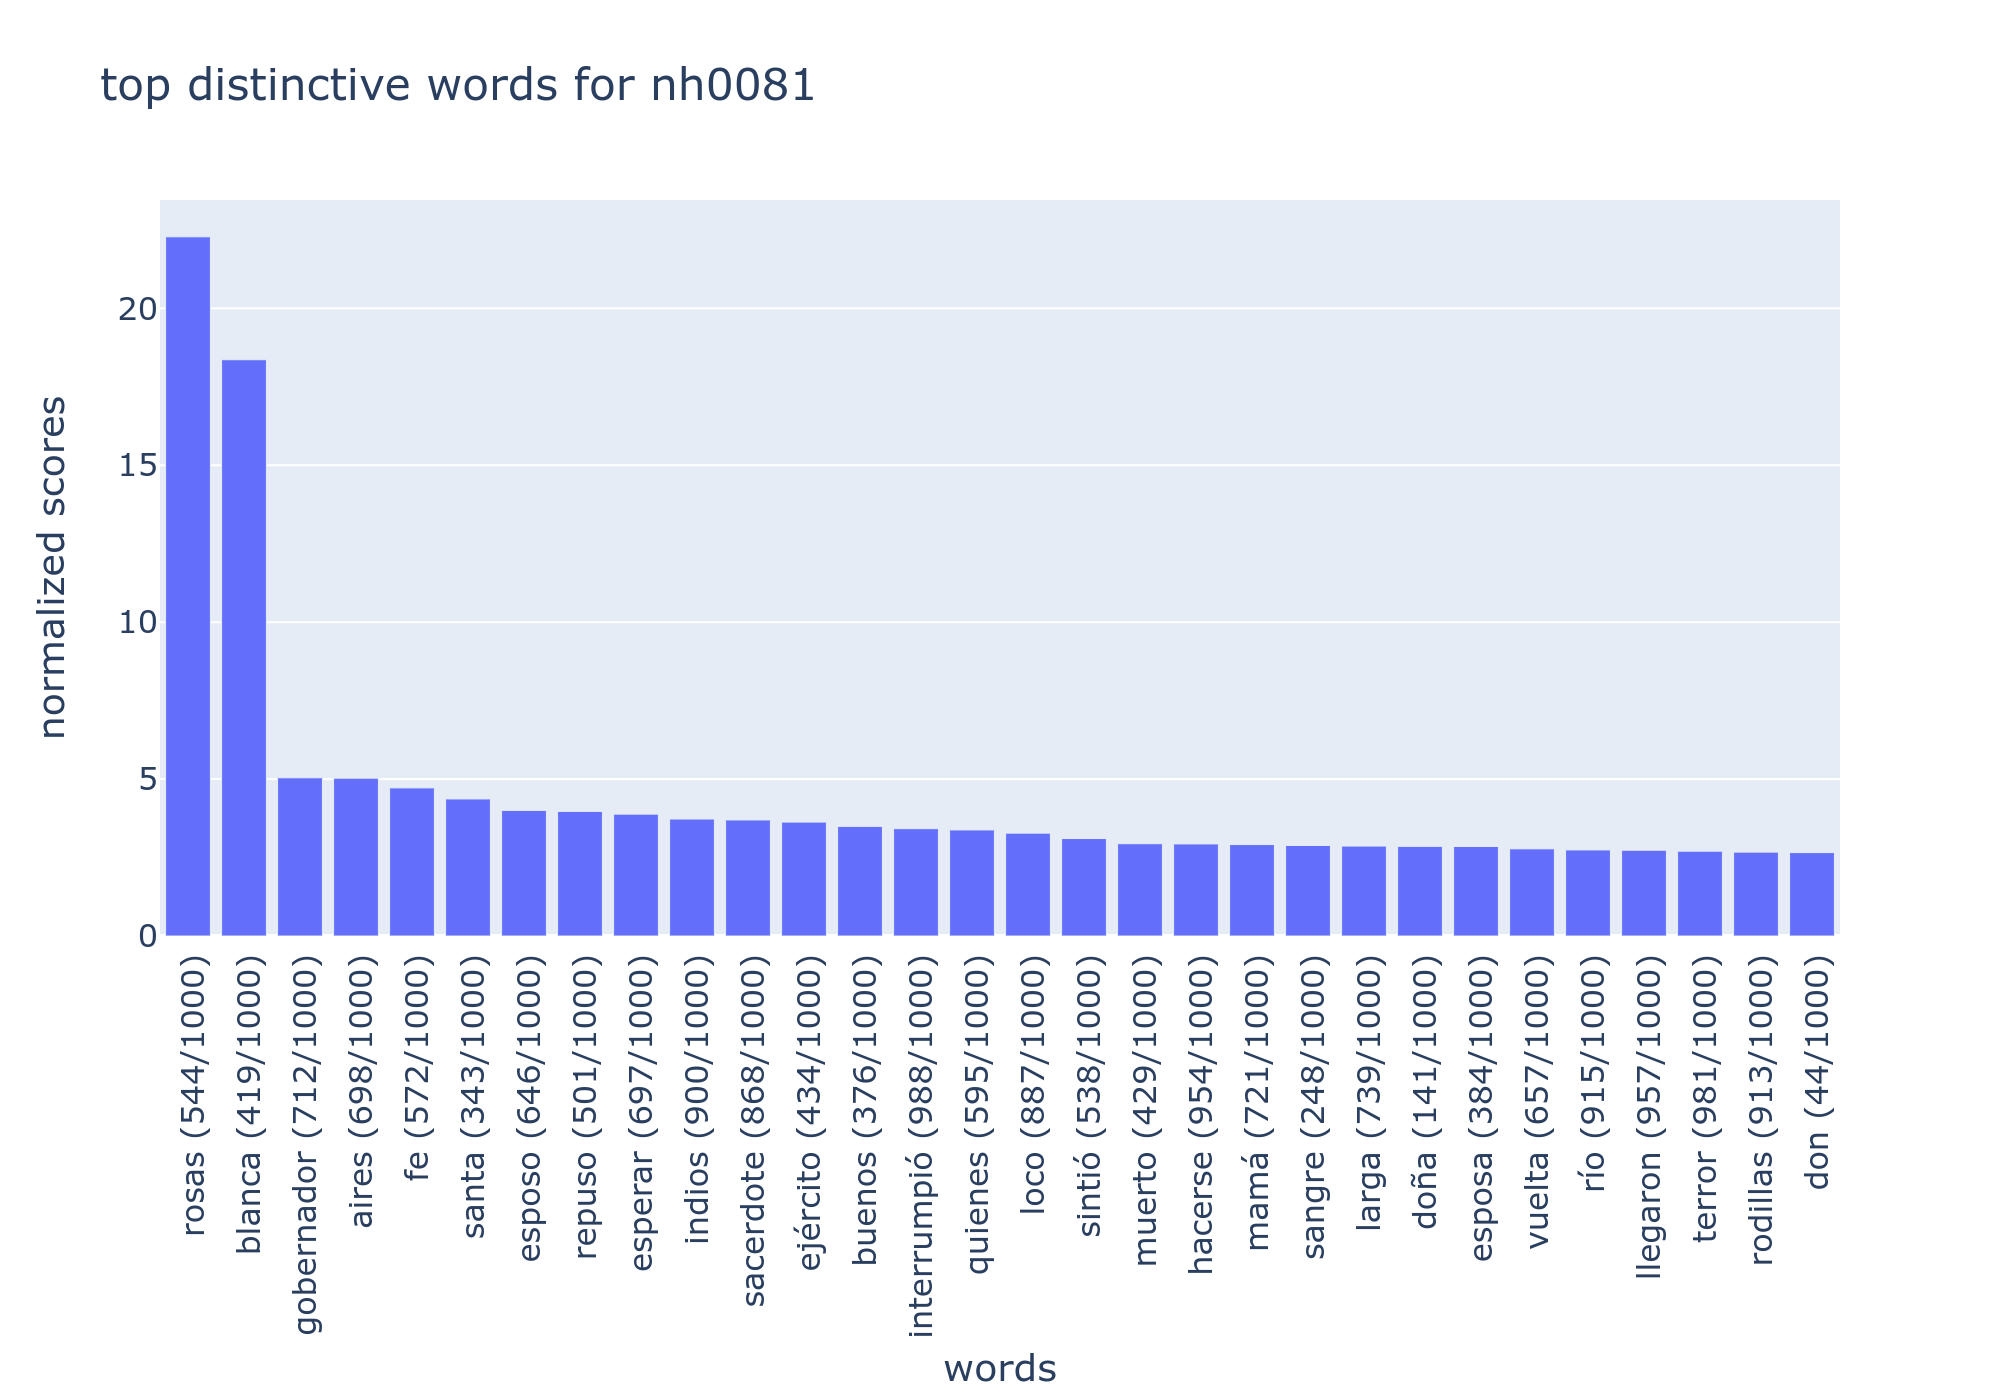 top distinctive words for nh0081
normalized scores
20
15
10
5
0
rosas (544/1000)
blanca (419/1000)
gobernador (712/1000)
aires (698/1000)
fe (572/1000)
santa (343/1000)
esposo (646/1000)
repuso (501/1000)
esperar (697/1000)
indios (900/1000)
sacerdote (868/1000)
ejército (434/1000)
buenos (376/1000)
interrumpió (988/1000)
quienes (595/1000)
loco (887/1000)
sintió (538/1000)
muerto (429/1000)
hacerse (954/1000)
mamá (721/1000)
sangre (248/1000)
larga (739/1000)
doña (141/1000)
esposa (384/1000)
vuelta (657/1000)
río (915/1000)
llegaron (957/1000)
terror (981/1000)
rodillas (913/1000)
don (44/1000)
words